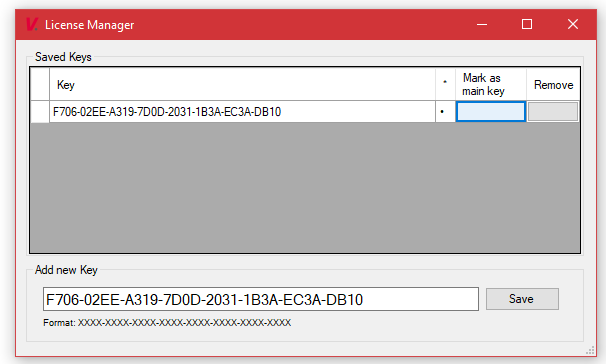 V. License Manager
Saved Keys
Key * Mark as main key Remove
F706-02EE-A319-7D0D-2031-1B3A-EC3A-DB10 •
Add new Key
F706-02EE-A319-7D0D-2031-1B3A-EC3A-DB10 Save
Format: XXXX-XXXX-XXXX-XXXX-XXXX-XXXX-XXXX-XXXX